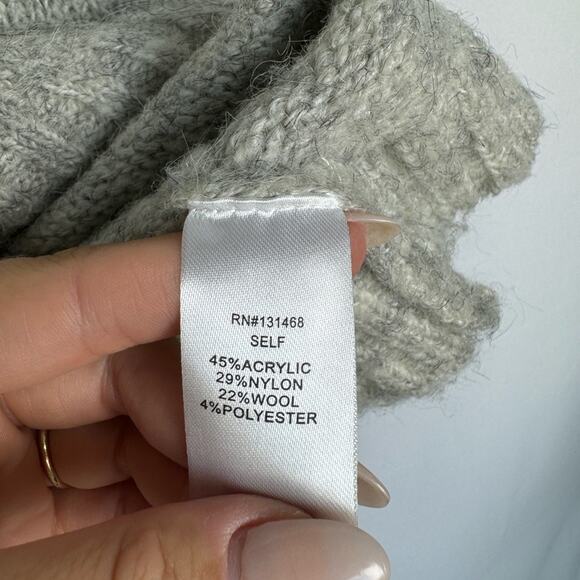 RN#131468
SELF
45%ACRYLIC
29%NYLON
22%WOOL
4%POLYESTER